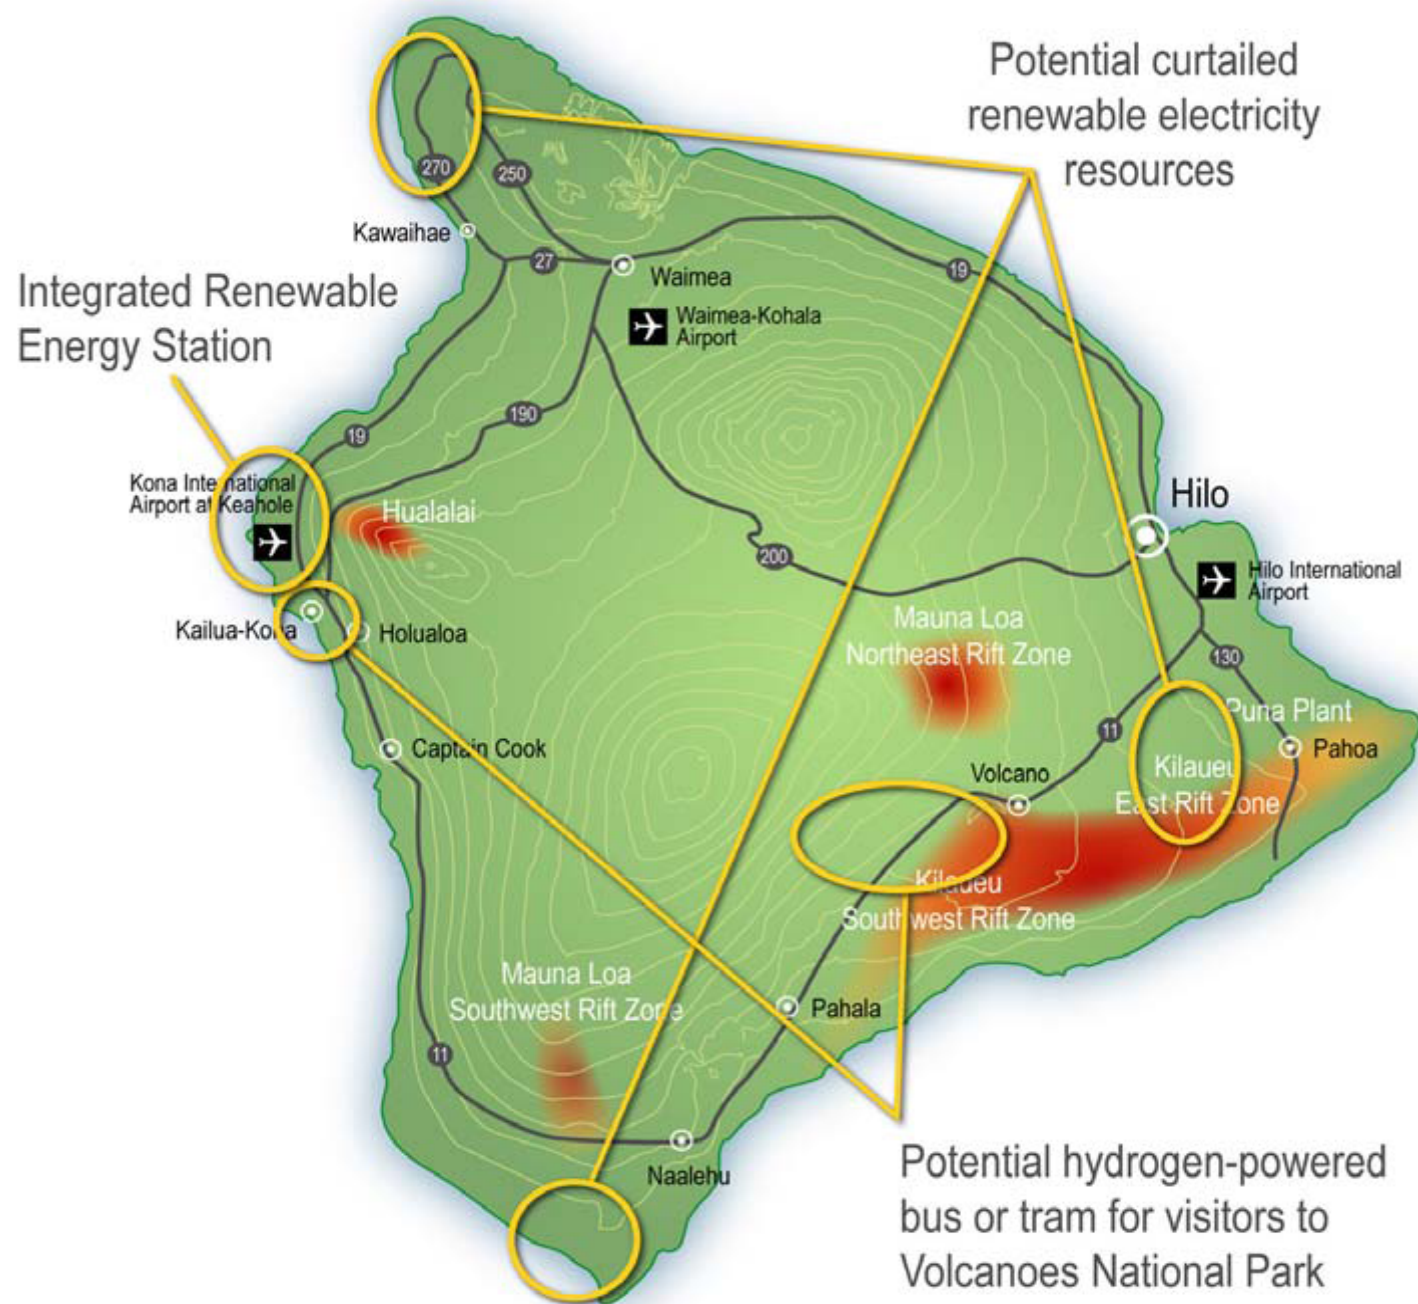 Potential curtailed
renewable electricity
resources
270
250
Kawaihae
27
Waimea
19
Integrated Renewable
Energy Station
Waimea-Kohala
Airport
190
19
Kona International
Airport at Keahole
Hualalai
Hilo
200
Hilo International
Airport
Kailua-Kona
Holualoa
Mauna Loa
Northeast Rift Zone
130
Puna Plant
11
Captain Cook
Pahoa
Volcano
Kilaueu
East Rift Zone
Kilaueu
Southwest Rift Zone
Mauna Loa
Southwest Rift Zone
Pahala
11
Naalehu
Potential hydrogen-powered
bus or tram for visitors to
Volcanoes National Park